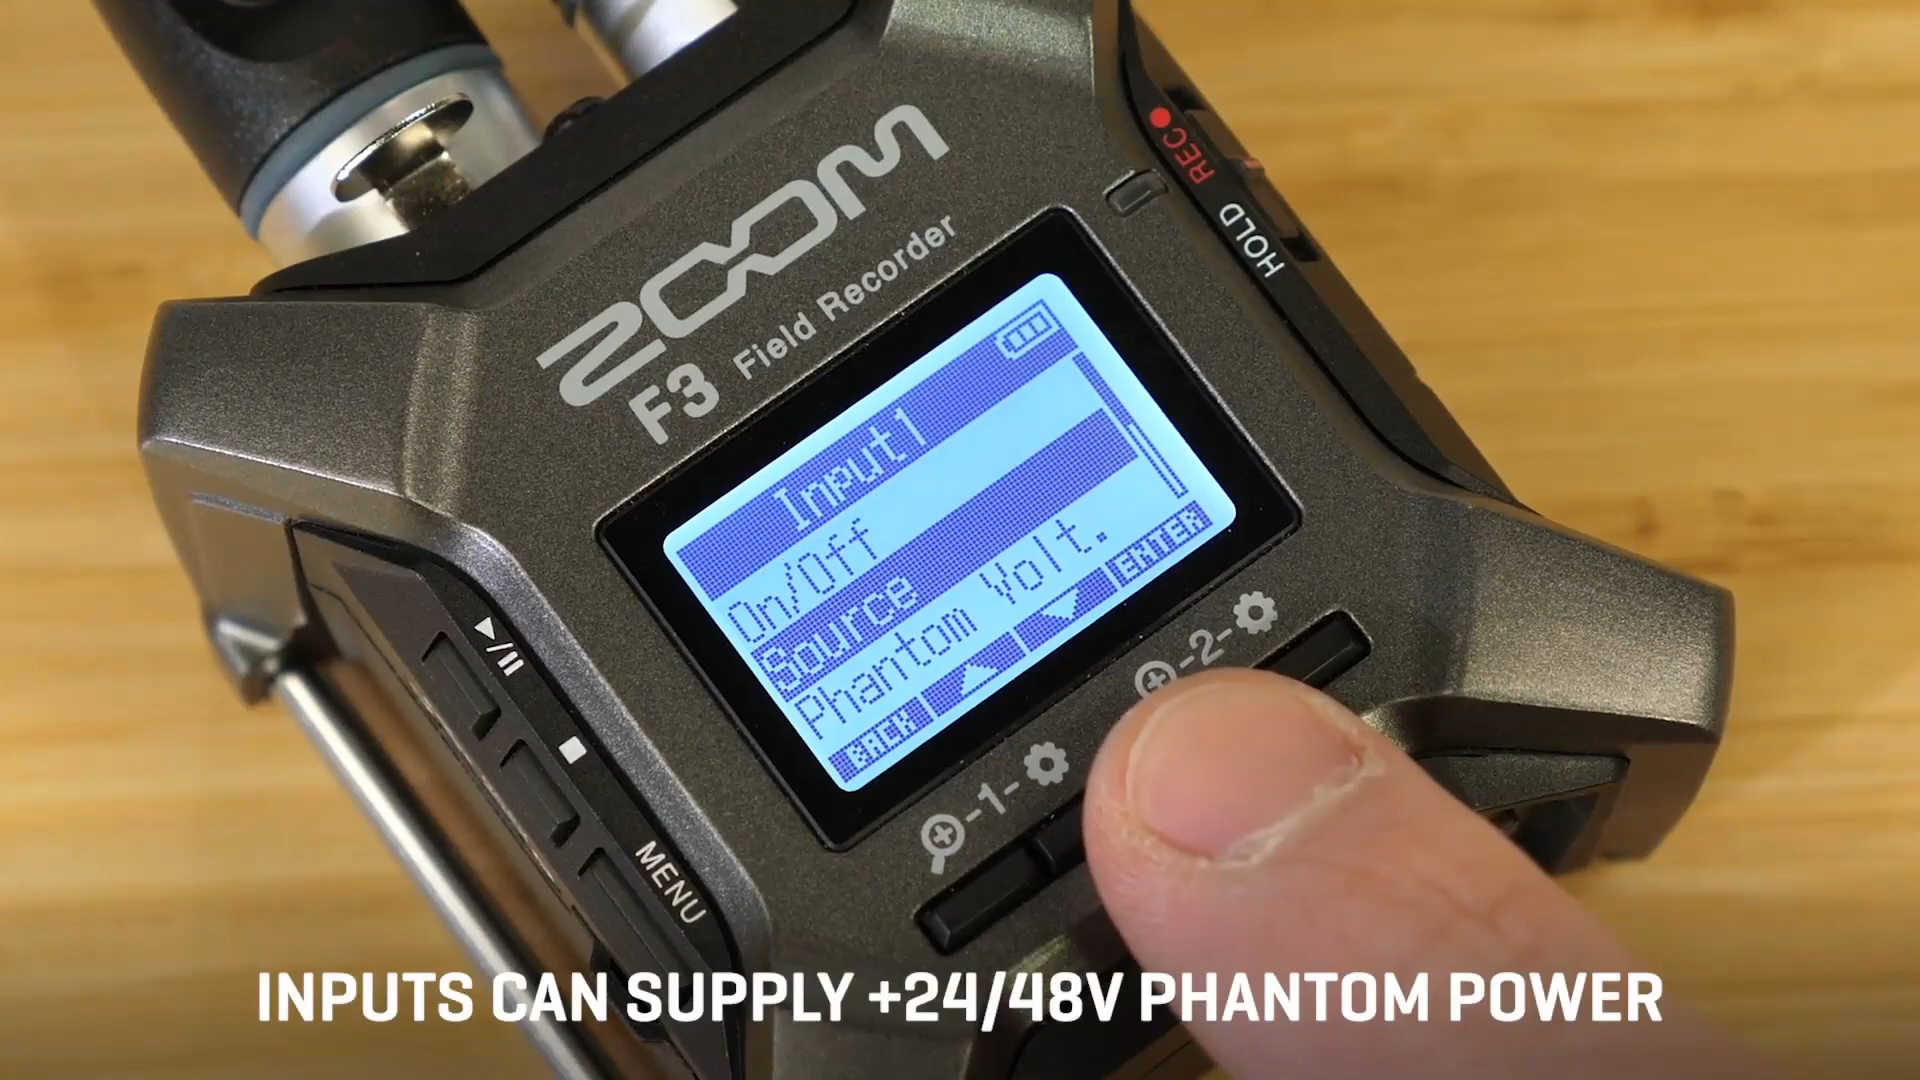 ZOOM
F3 Field Recorder
REC
HOLD
Input1
On/Off
Source
Phantom Volt.
BACK ENTER
-1-
-2-
MENU
INPUTS CAN SUPPLY +24/48V PHANTOM POWER